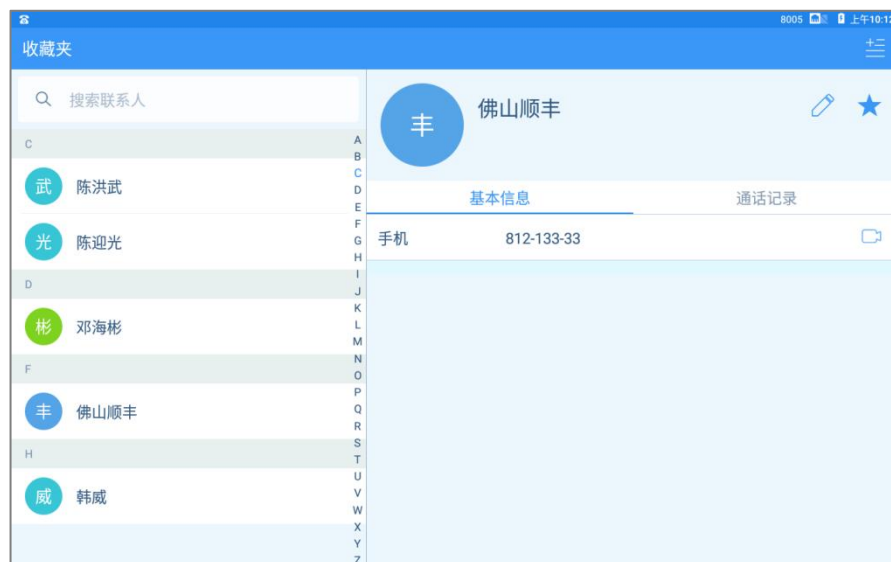 8005 上午10:12
收藏夹
搜索联系人
C
武 陈洪武
光 陈迎光
D
彬 邓海彬
F
丰 佛山顺丰
H
威 韩威
A
B
C
D
E
F
G
H
I
J
K
L
M
N
O
P
Q
R
S
T
U
V
W
X
Y
Z
丰 佛山顺丰
基本信息 通话记录
手机 812-133-33